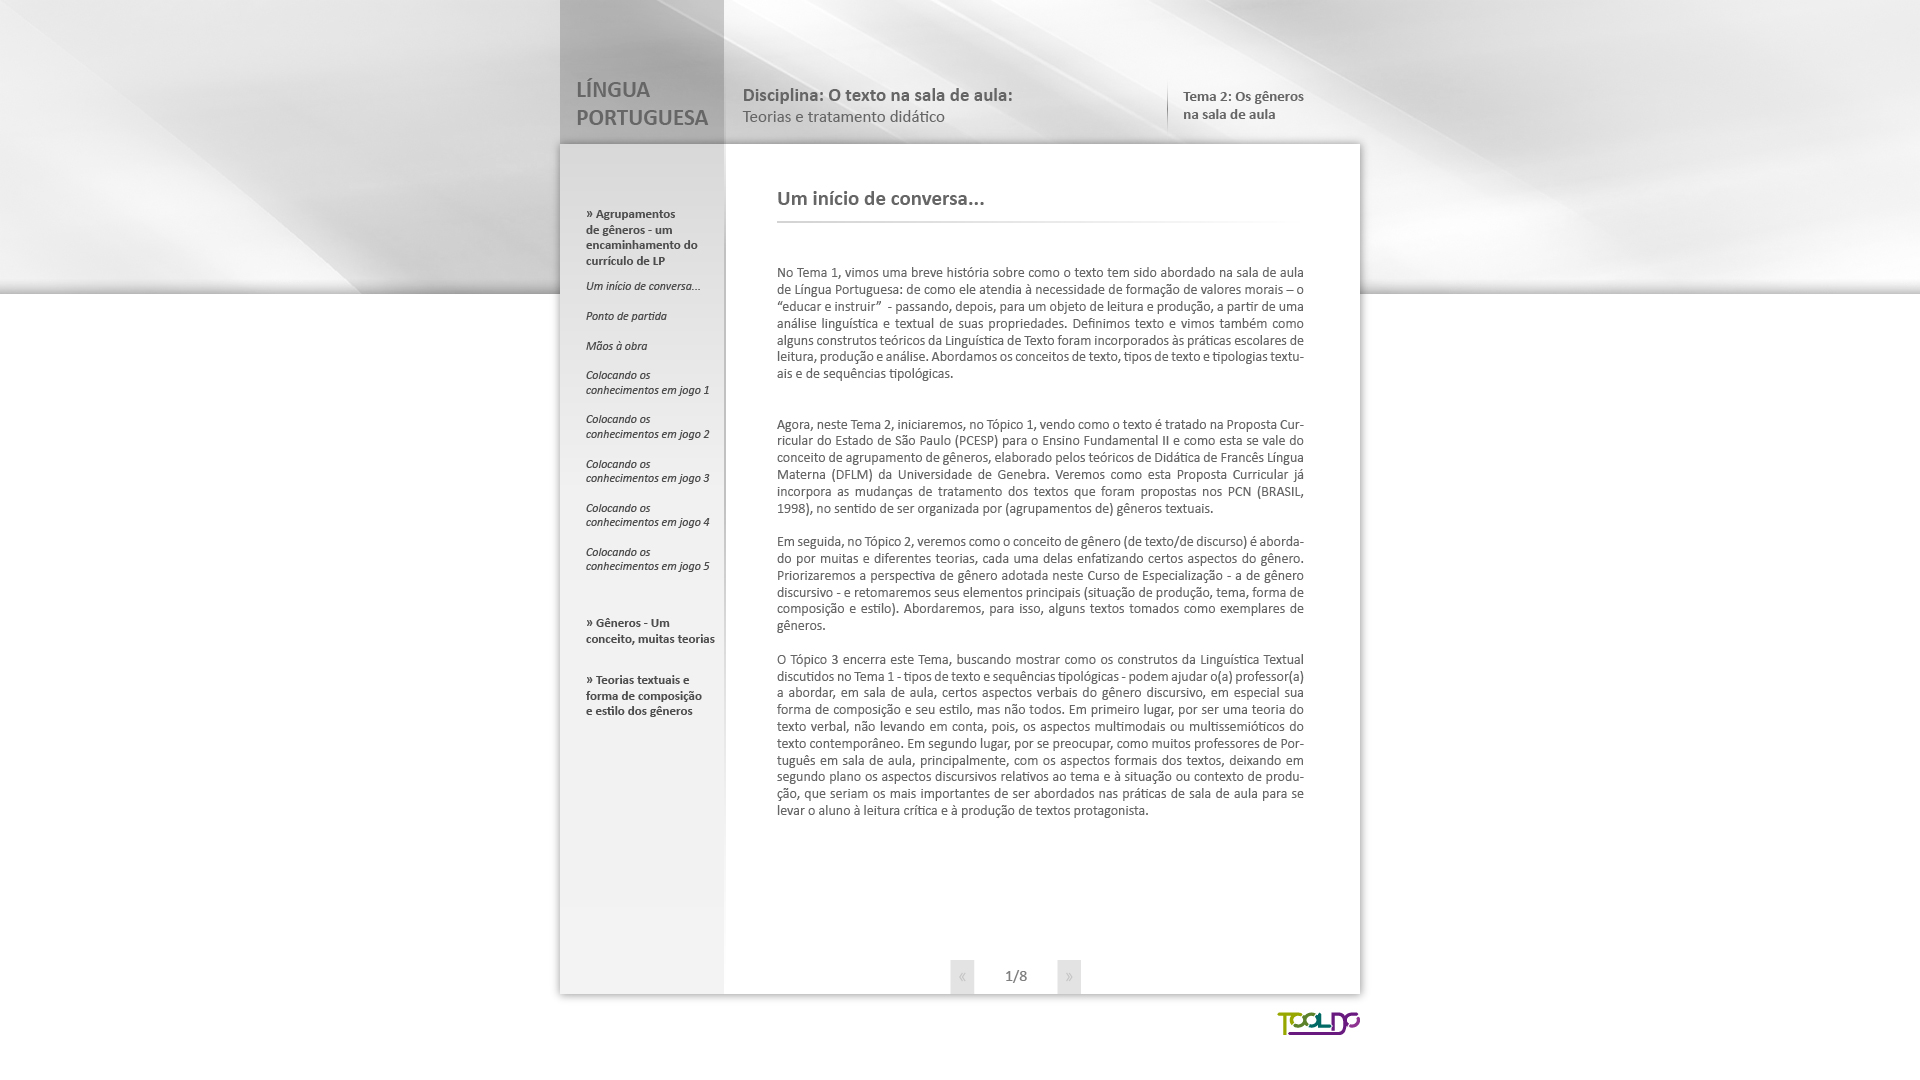 LÍNGUA
PORTUGUESA
Disciplina: O texto na sala de aula:
Teorias e tratamento didático
Tema 2: Os gêneros
na sala de aula
» Agrupamentos
de gêneros - um
encaminhamento do
currículo de LP
Um início de conversa...
Ponto de partida
Mãos à obra
Colocando os
conhecimentos em jogo 1
Colocando os
conhecimentos em jogo 2
Colocando os
conhecimentos em jogo 3
Colocando os
conhecimentos em jogo 4
Colocando os
conhecimentos em jogo 5
» Gêneros - Um
conceito, muitas teorias
» Teorias textuais e
forma de composição
e estilo dos gêneros
Um início de conversa...
No Tema 1, vimos uma breve história sobre como o texto tem sido abordado na sala de aula
de Língua Portuguesa: de como ele atendia à necessidade de formação de valores morais – o
“educar e instruir”  - passando, depois, para um objeto de leitura e produção, a partir de uma
análise linguística e textual de suas propriedades. Definimos texto e vimos também como
alguns construtos teóricos da Linguística de Texto foram incorporados às práticas escolares de
leitura, produção e análise. Abordamos os conceitos de texto, tipos de texto e tipologias textu-
ais e de sequências tipológicas.
Agora, neste Tema 2, iniciaremos, no Tópico 1, vendo como o texto é tratado na Proposta Cur-
ricular do Estado de São Paulo (PCESP) para o Ensino Fundamental II e como esta se vale do
conceito de agrupamento de gêneros, elaborado pelos teóricos de Didática de Francês Língua
Materna (DFLM) da Universidade de Genebra. Veremos como esta Proposta Curricular já
incorpora as mudanças de tratamento dos textos que foram propostas nos PCN (BRASIL,
1998), no sentido de ser organizada por (agrupamentos de) gêneros textuais.
Em seguida, no Tópico 2, veremos como o conceito de gênero (de texto/de discurso) é aborda-
do por muitas e diferentes teorias, cada uma delas enfatizando certos aspectos do gênero.
Priorizaremos a perspectiva de gênero adotada neste Curso de Especialização - a de gênero
discursivo - e retomaremos seus elementos principais (situação de produção, tema, forma de
composição e estilo). Abordaremos, para isso, alguns textos tomados como exemplares de
gêneros.
O Tópico 3 encerra este Tema, buscando mostrar como os construtos da Linguística Textual
discutidos no Tema 1 - tipos de texto e sequências tipológicas - podem ajudar o(a) professor(a)
a abordar, em sala de aula, certos aspectos verbais do gênero discursivo, em especial sua
forma de composição e seu estilo, mas não todos. Em primeiro lugar, por ser uma teoria do
texto verbal, não levando em conta, pois, os aspectos multimodais ou multissemióticos do
texto contemporâneo. Em segundo lugar, por se preocupar, como muitos professores de Por-
tuguês em sala de aula, principalmente, com os aspectos formais dos textos, deixando em
segundo plano os aspectos discursivos relativos ao tema e à situação ou contexto de produ-
ção, que seriam os mais importantes de ser abordados nas práticas de sala de aula para se
levar o aluno à leitura crítica e à produção de textos protagonista.
« 1/8 »
TOOLDO